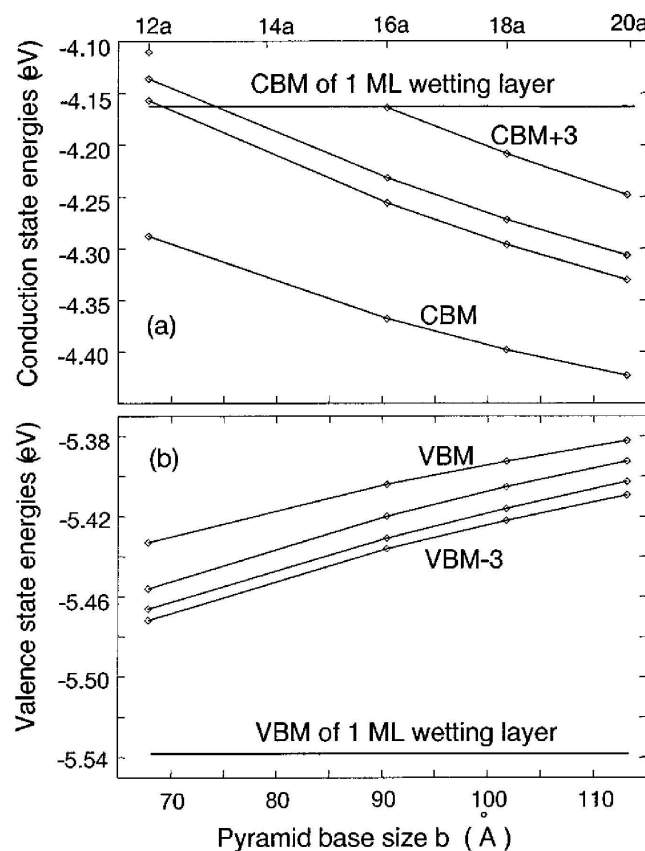 12a 14a 16a 18a 20a
-4.10
-4.15
-4.20
-4.25
-4.30
-4.35
-4.40
Conduction state energies (eV)
CBM of 1 ML wetting layer
CBM+3
CBM
(a)
-5.38
-5.42
-5.46
-5.50
-5.54
Valence state energies (eV)
(b)
VBM
VBM-3
VBM of 1 ML wetting layer
70 80 90 100 110
Pyramid base size b (Å)